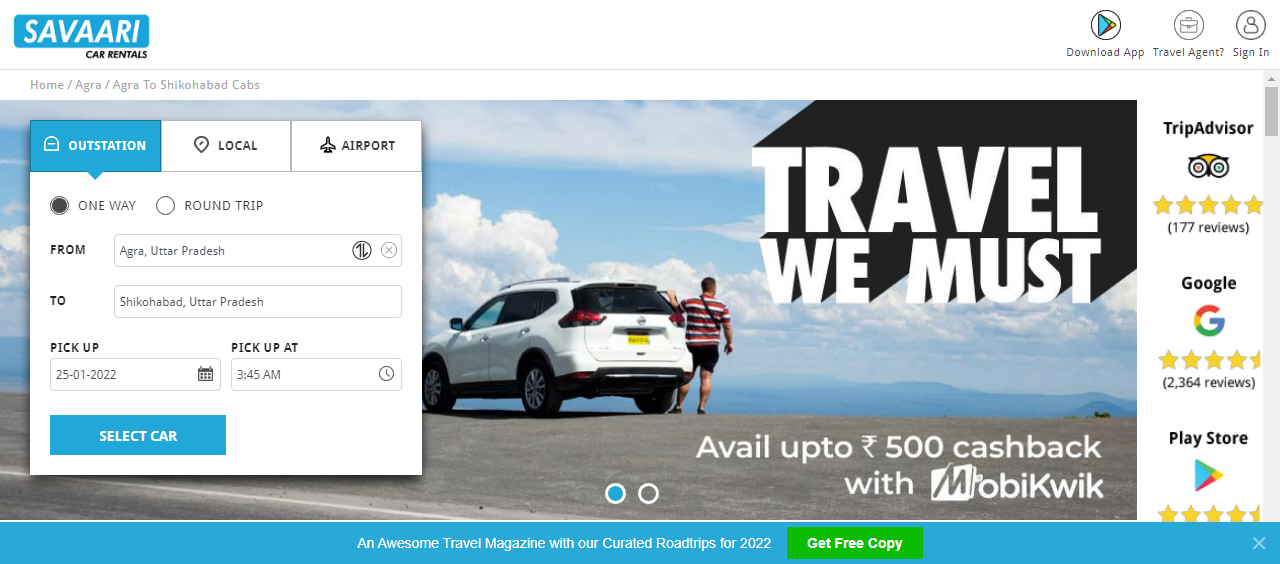 SAVAARI
CAR RENTALS
Download App
Travel Agent?
Sign In
Home / Agra / Agra To Shikohabad Cabs
OUTSTATION
LOCAL
AIRPORT
ONE WAY
ROUND TRIP
FROM
Agra, Uttar Pradesh
TO
Shikohabad, Uttar Pradesh
PICK UP
PICK UP AT
25-01-2022
3:45 AM
SELECT CAR
TRAVEL
WE MUST
Avail upto ₹ 500 cashback
with MobiKwik
TripAdvisor
(177 reviews)
Google
(2,364 reviews)
Play Store
An Awesome Travel Magazine with our Curated Roadtrips for 2022
Get Free Copy